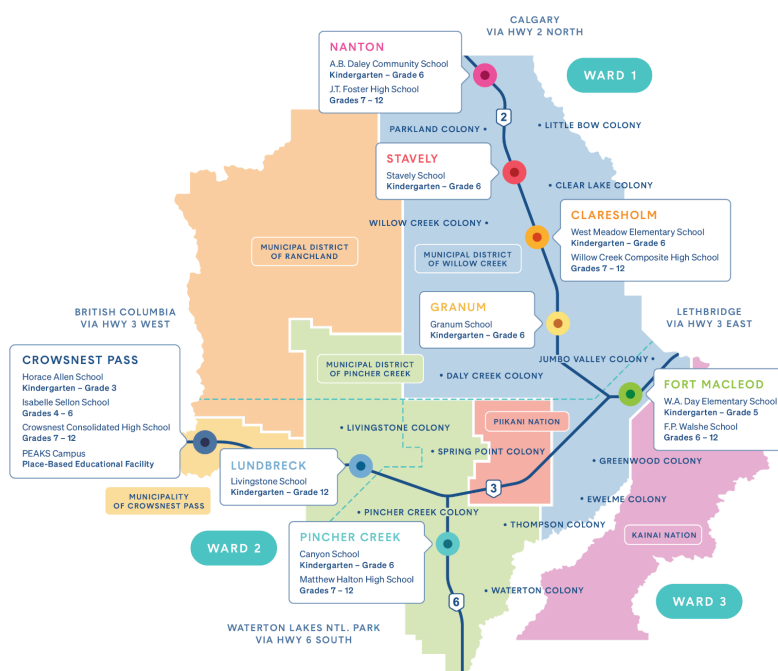 CALGARY
VIA HWY 2 NORTH
NANTON
A.B. Daley Community School
Kindergarten – Grade 6
J.T. Foster High School
Grades 7 – 12
WARD 1
2
PARKLAND COLONY
LITTLE BOW COLONY
STAVELY
Stavely School
Kindergarten – Grade 6
CLEAR LAKE COLONY
CLARESHOLM
West Meadow Elementary School
Kindergarten – Grade 6
Willow Creek Composite High School
Grades 7 – 12
WILLOW CREEK COLONY
MUNICIPAL DISTRICT
OF RANCHLAND
MUNICIPAL DISTRICT
OF WILLOW CREEK
GRANUM
Granum School
Kindergarten – Grade 6
BRITISH COLUMBIA
VIA HWY 3 WEST
LETHBRIDGE
VIA HWY 3 EAST
CROWSNEST PASS
Horace Allen School
Kindergarten – Grade 3
Isabelle Sellon School
Grades 4 – 6
Crowsnest Consolidated High School
Grades 7 – 12
PEAKS Campus
Place-Based Educational Facility
MUNICIPAL DISTRICT
OF PINCHER CREEK
JUMBO VALLEY COLONY
DALY CREEK COLONY
FORT MACLEOD
W.A. Day Elementary School
Kindergarten – Grade 5
F.P. Walshe School
Grades 6 – 12
LIVINGSTONE COLONY
PIIKANI NATION
SPRING POINT COLONY
GREENWOOD COLONY
LUNDBRECK
Livingstone School
Kindergarten – Grade 12
3
MUNICIPALITY
OF CROWSNEST PASS
EWELME COLONY
PINCHER CREEK COLONY
THOMPSON COLONY
KAINAI NATION
WARD 2
PINCHER CREEK
Canyon School
Kindergarten – Grade 6
Matthew Halton High School
Grades 7 – 12
WATERTON COLONY
6
WARD 3
WATERTON LAKES NTL. PARK
VIA HWY 6 SOUTH